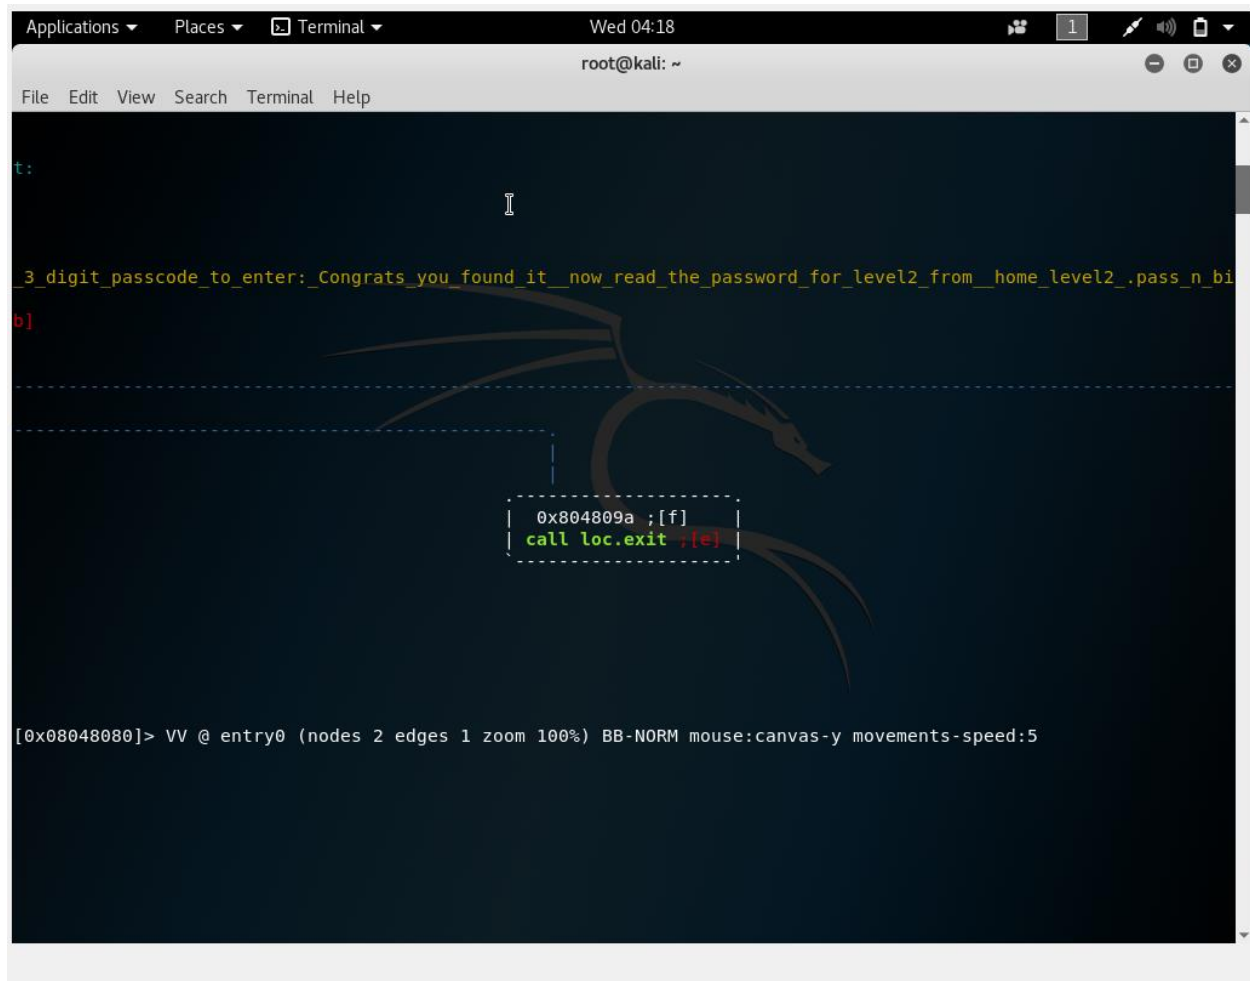 Applications Places Terminal Wed 04:18 1
root@kali: ~
File Edit View Search Terminal Help
t:
_3_digit_passcode_to_enter:_Congrats_you_found_it__now_read_the_password_for_level2_from__home_level2_.pass_n_bi
b]
0x804809a ;[f]
call loc.exit ;[e]
[0x08048080]> VV @ entry0 (nodes 2 edges 1 zoom 100%) BB-NORM mouse:canvas-y movements-speed:5